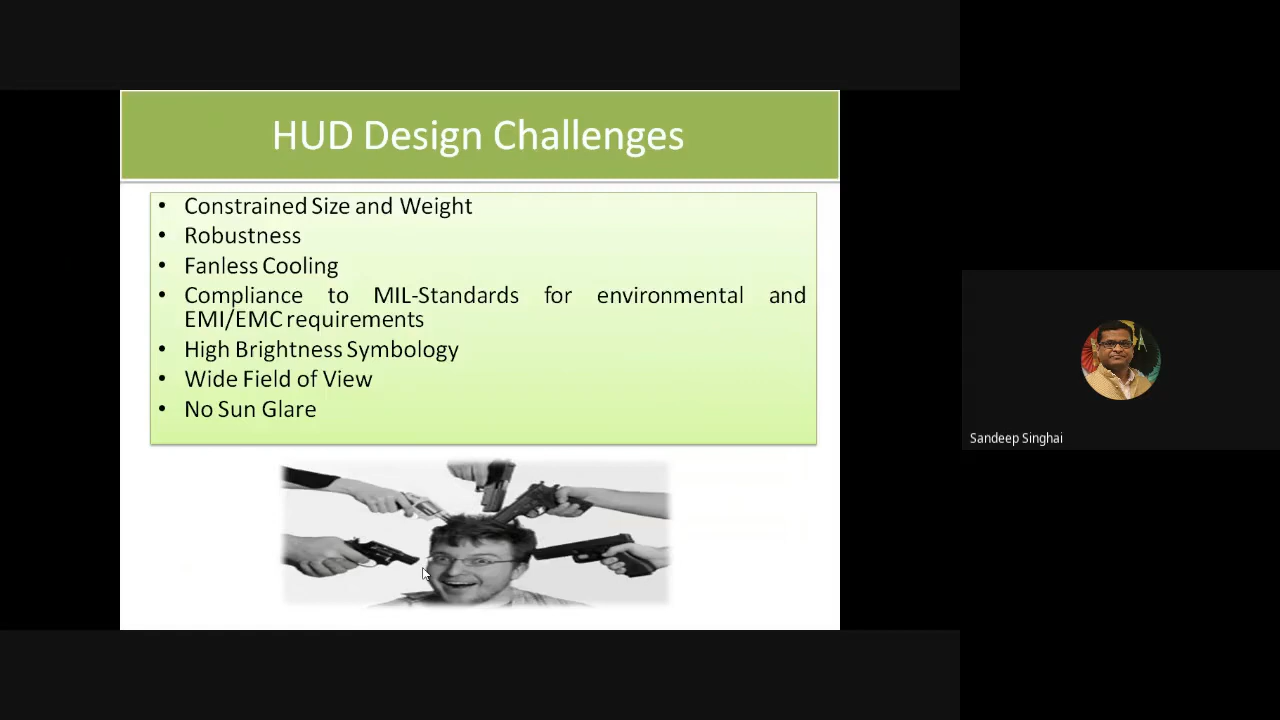 HUD Design Challenges
• Constrained Size and Weight
• Robustness
• Fanless Cooling
• Compliance to MIL-Standards for environmental and
EMI/EMC requirements
• High Brightness Symbology
• Wide Field of View
• No Sun Glare
Sandeep Singhai